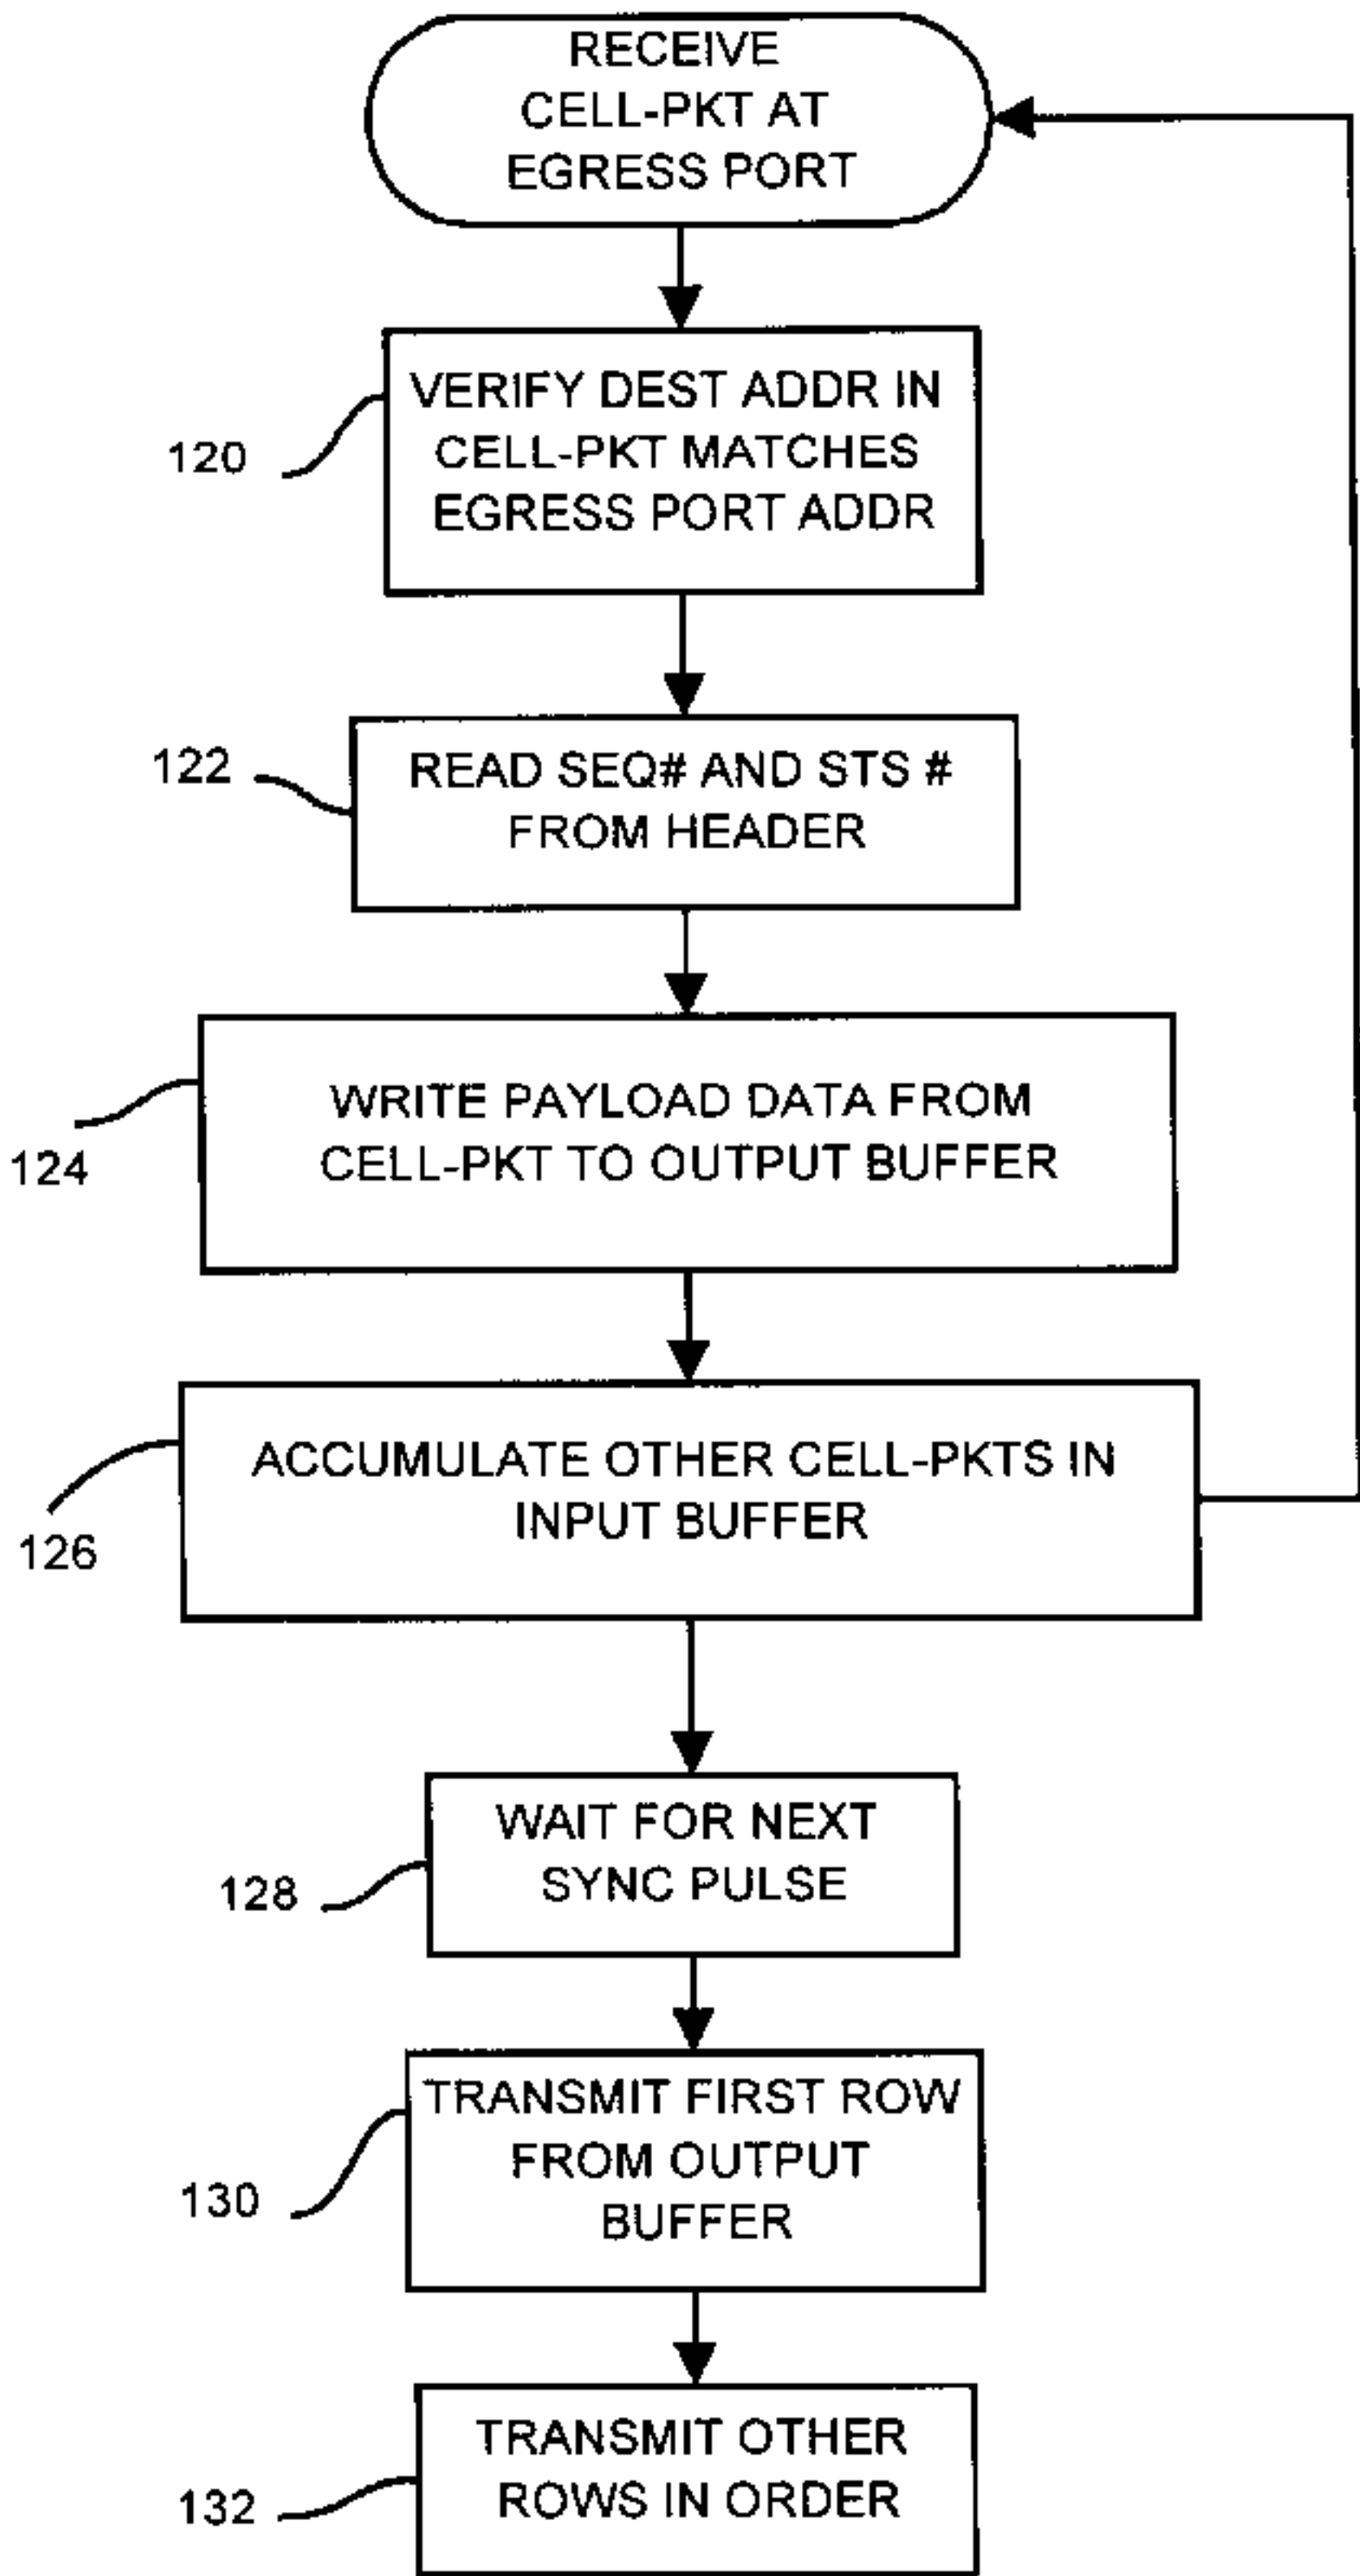 RECEIVE
CELL-PKT AT
EGRESS PORT
VERIFY DEST ADDR IN
CELL-PKT MATCHES
EGRESS PORT ADDR
120
READ SEQ# AND STS #
FROM HEADER
122
WRITE PAYLOAD DATA FROM
CELL-PKT TO OUTPUT BUFFER
124
ACCUMULATE OTHER CELL-PKTS IN
INPUT BUFFER
126
WAIT FOR NEXT
SYNC PULSE
128
TRANSMIT FIRST ROW
FROM OUTPUT
BUFFER
130
TRANSMIT OTHER
ROWS IN ORDER
132